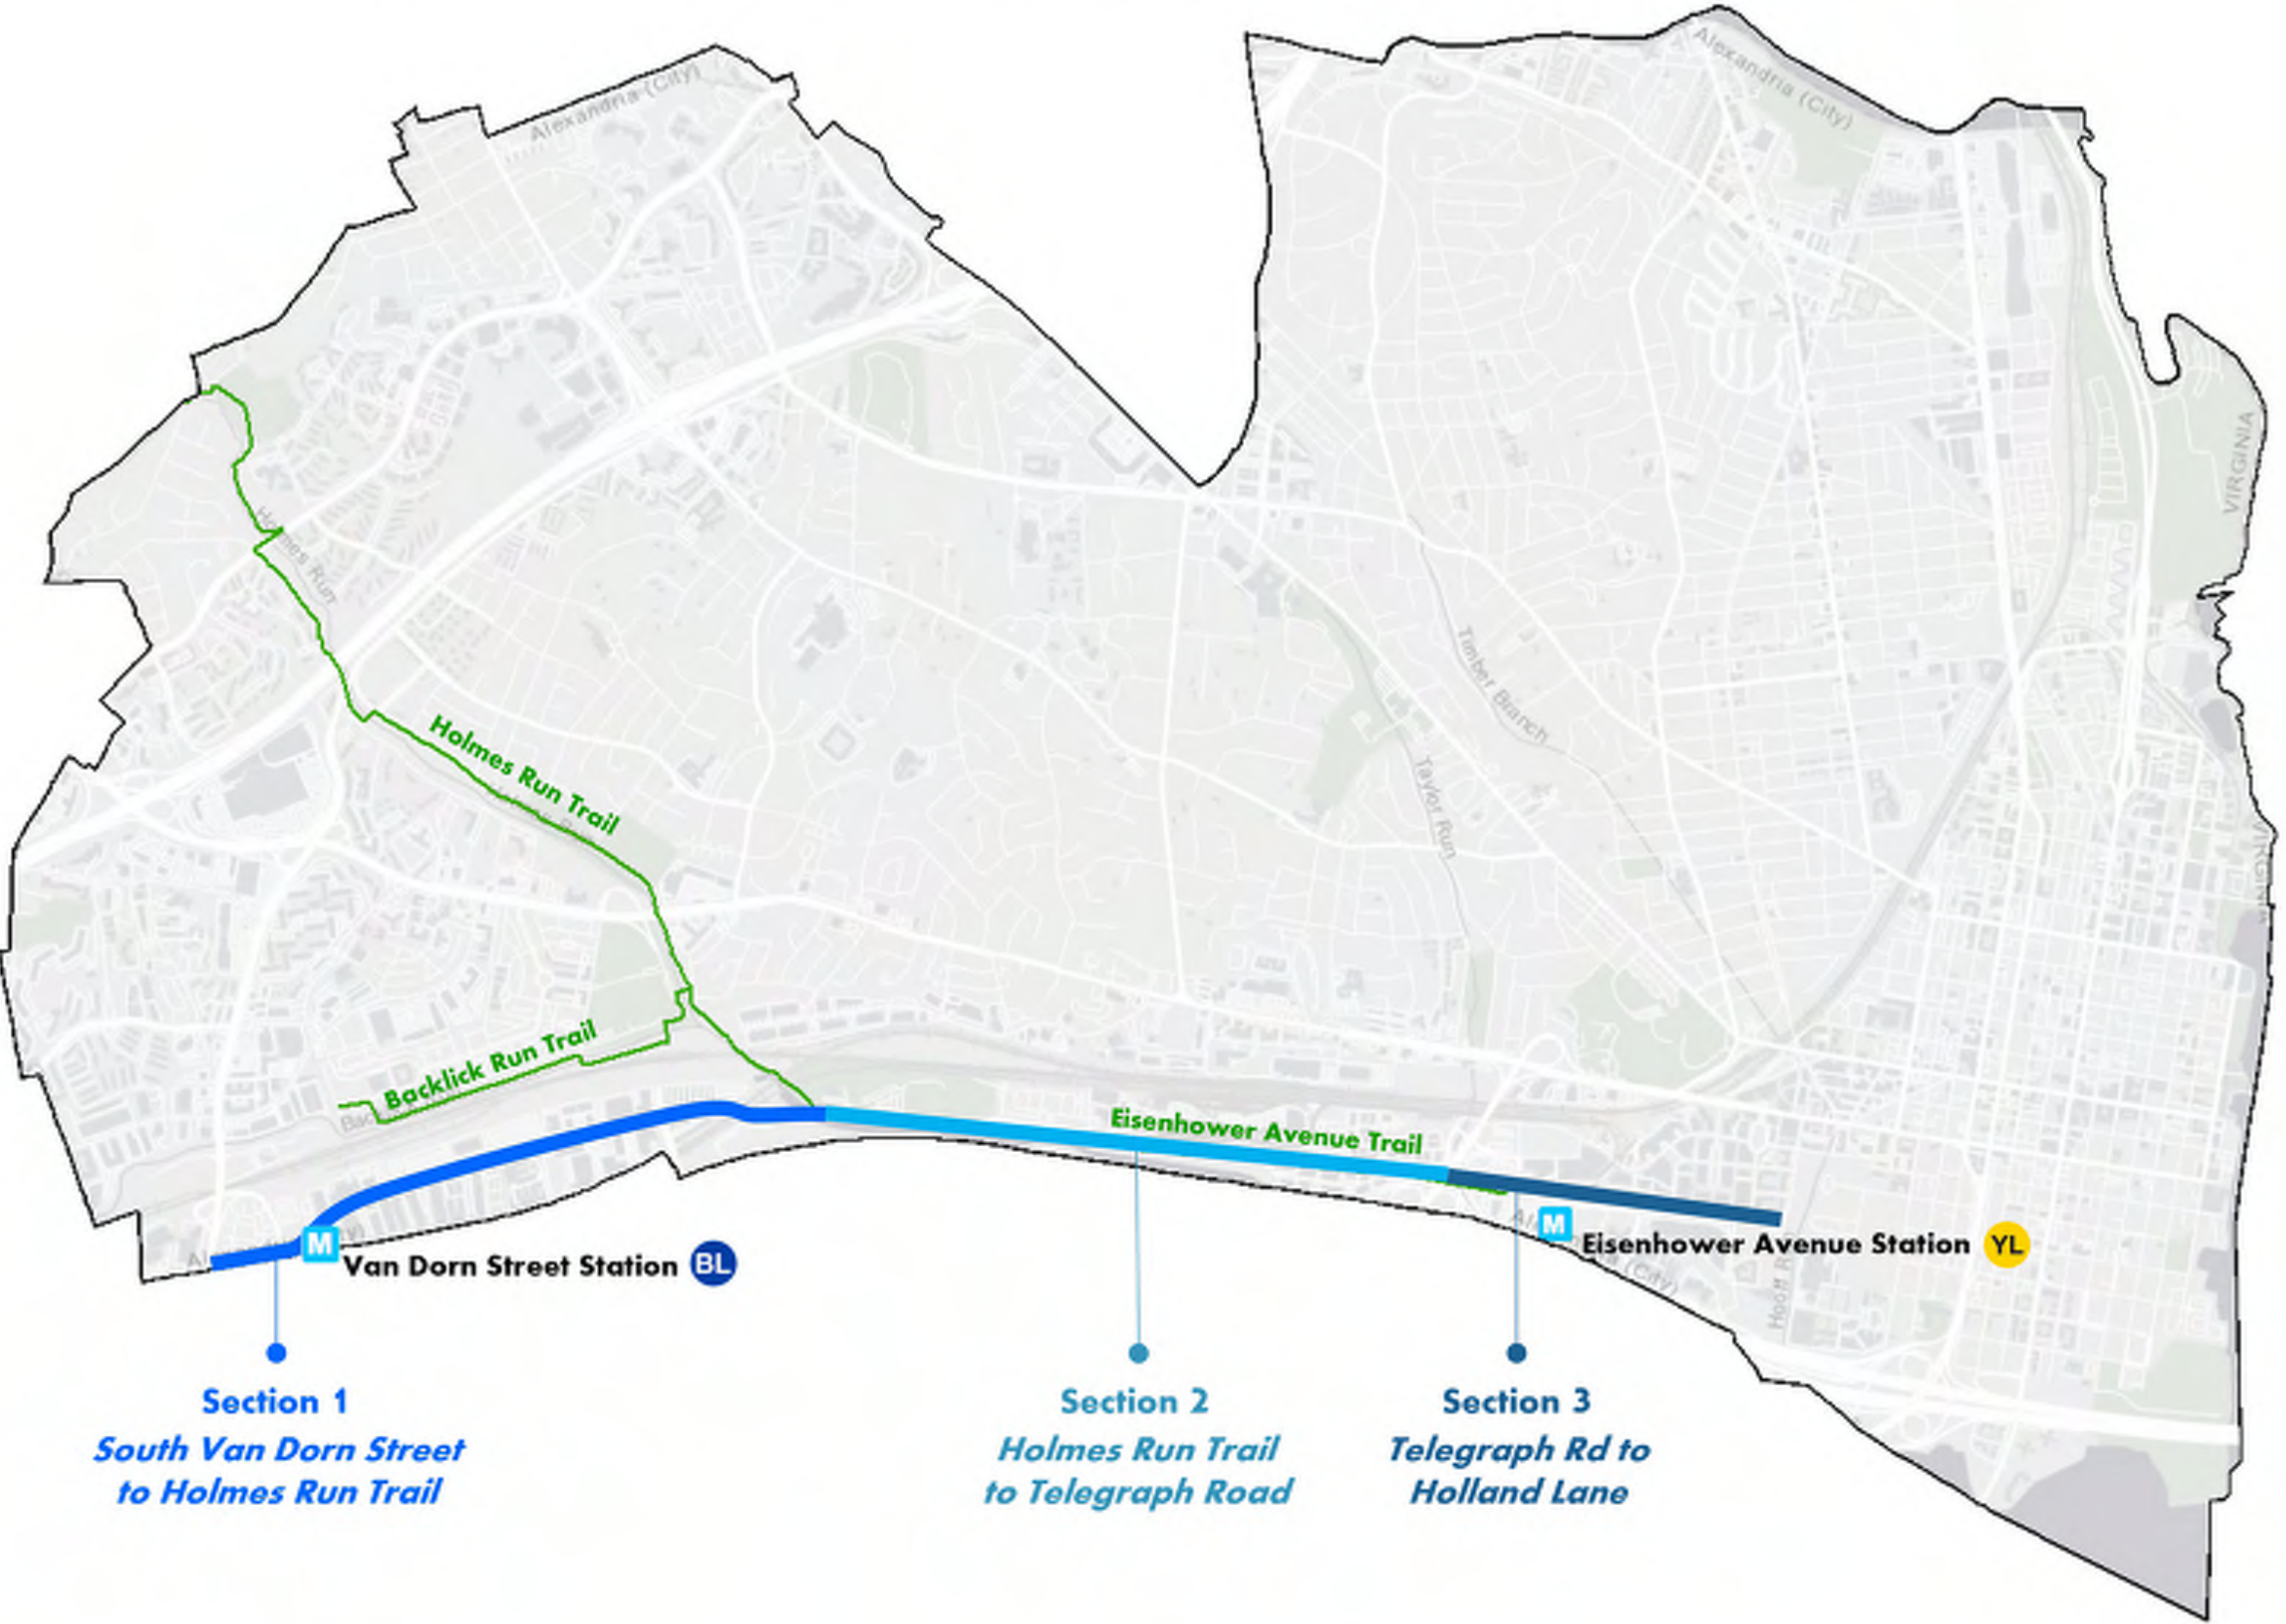 Alexandria (City)
Alexandria (City)
VIRGINIA
Holmes Run
Timber Branch
Holmes Run Trail
Taylor Run
VIRGINIA
Backlick Run Trail
Eisenhower Avenue Trail
M
Van Dorn Street Station BL
M
Eisenhower Avenue Station YL
(City)
Section 1
South Van Dorn Street
to Holmes Run Trail
Section 2
Holmes Run Trail
to Telegraph Road
Section 3
Telegraph Rd to
Holland Lane